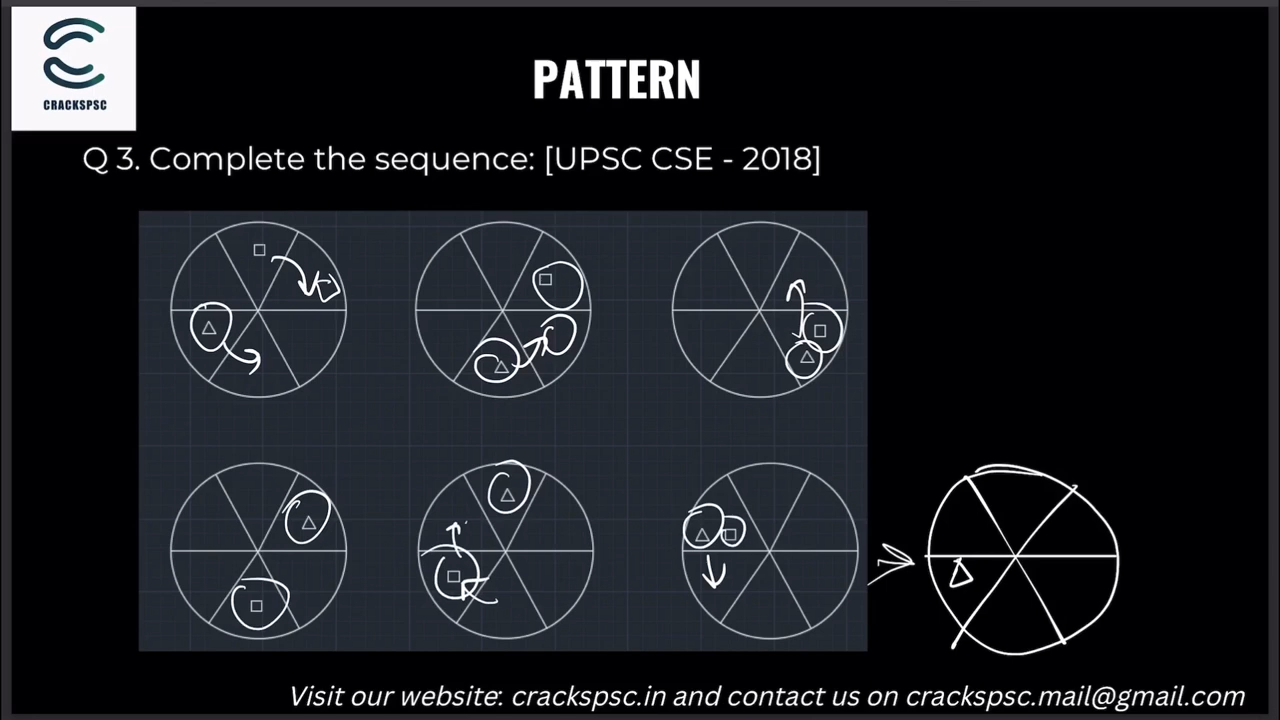 CRACKSPSC
PATTERN
Q 3. Complete the sequence: [UPSC CSE - 2018]
Visit our website: crackspsc.in and contact us on crackspsc.mail@gmail.com